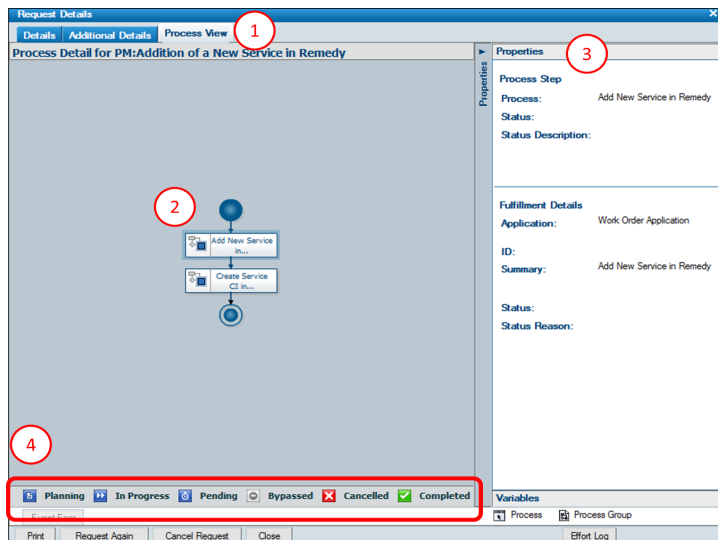 Request Details
Details Additional Details Process View 1
Process Detail for PM:Addition of a New Service in Remedy
Properties
Properties 3
Process Step
Process: Add New Service in Remedy
Status:
Status Description:
2
Add New Service
in...
Create Service
CI in...
Fulfillment Details
Application: Work Order Application
ID:
Summary: Add New Service in Remedy
Status:
Status Reason:
4
Planning In Progress Pending Bypassed Cancelled Completed
Variables
Process Process Group
Print Request Again Cancel Request Close Effort Log